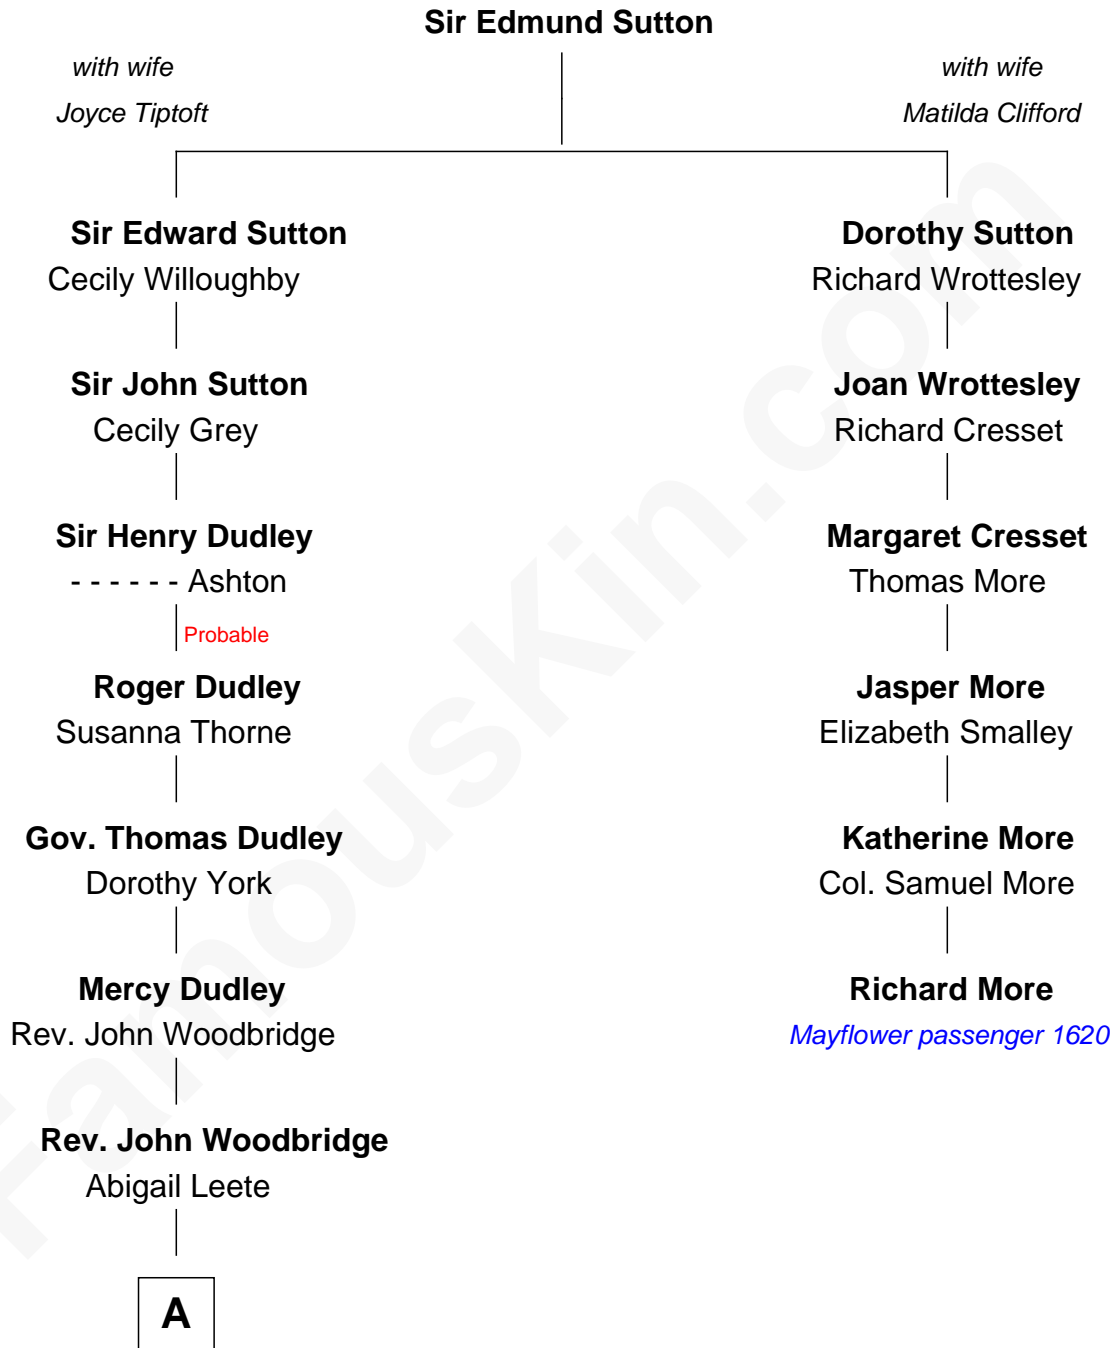 Sir Edmund Sutton
with wife
Joyce Tiptoft
with wife
Matilda Clifford
Sir Edward Sutton
Cecily Willoughby
Sir John Sutton
Cecily Grey
Sir Henry Dudley
- - - - - - Ashton
Probable
Roger Dudley
Susanna Thorne
Gov. Thomas Dudley
Dorothy York
Mercy Dudley
Rev. John Woodbridge
Rev. John Woodbridge
Abigail Leete
A
Dorothy Sutton
Richard Wrottesley
Joan Wrottesley
Richard Cresset
Margaret Cresset
Thomas More
Jasper More
Elizabeth Smalley
Katherine More
Col. Samuel More
Richard More
Mayflower passenger 1620
FamousKin.com